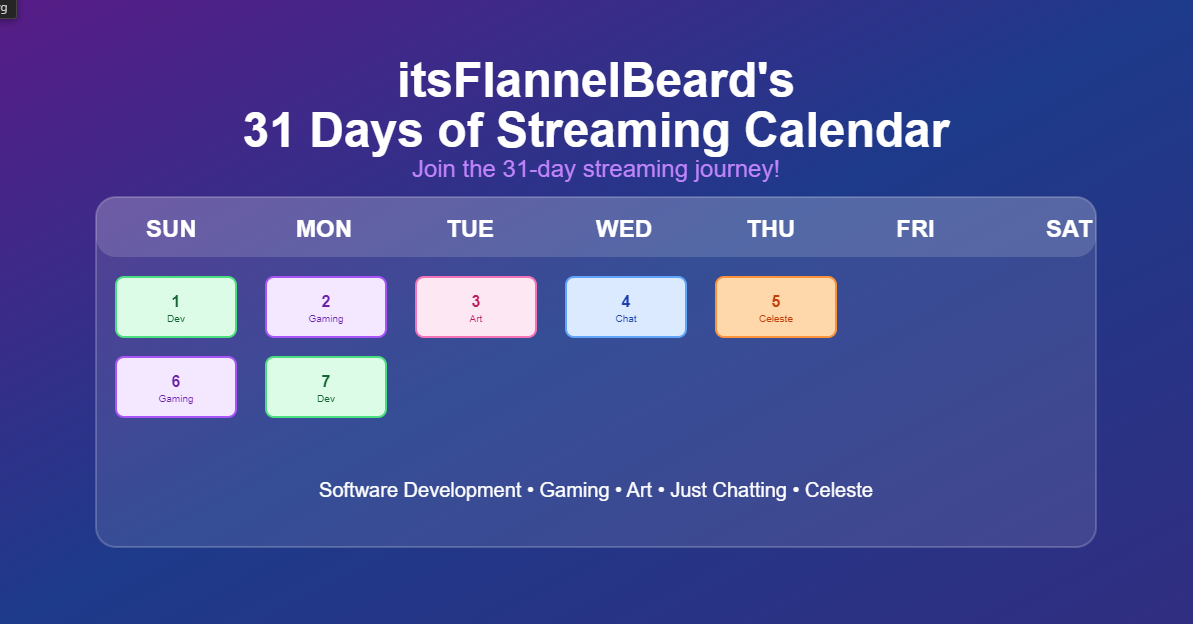 g
itsFlannelBeard's
31 Days of Streaming Calendar
Join the 31-day streaming journey!
SUN MON TUE WED THU FRI SAT
1 2 3 4 5
Dev Gaming Art Chat Celeste
6 7
Gaming Dev
Software Development • Gaming • Art • Just Chatting • Celeste